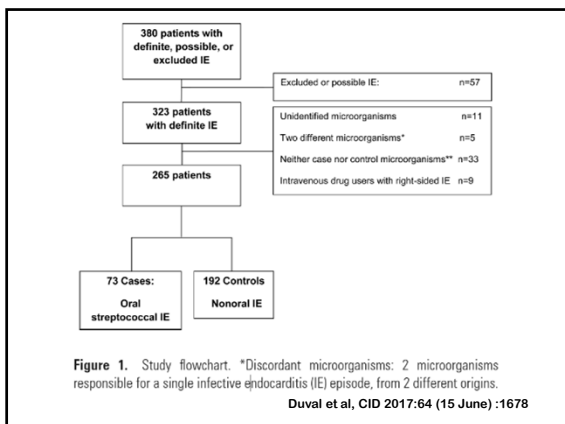 380 patients with
definite, possible, or
excluded IE
Excluded or possible IE: n=57
323 patients
with definite IE
Unidentified microorganisms n=11
Two different microorganisms* n=5
Neither case nor control microorganisms** n=33
Intravenous drug users with right-sided IE n=9
265 patients
73 Cases:
Oral
streptococcal IE
192 Controls
Nonoral IE
Figure 1. Study flowchart. *Discordant microorganisms: 2 microorganisms
responsible for a single infective endocarditis (IE) episode, from 2 different origins.
Duval et al, CID 2017:64 (15 June) :1678